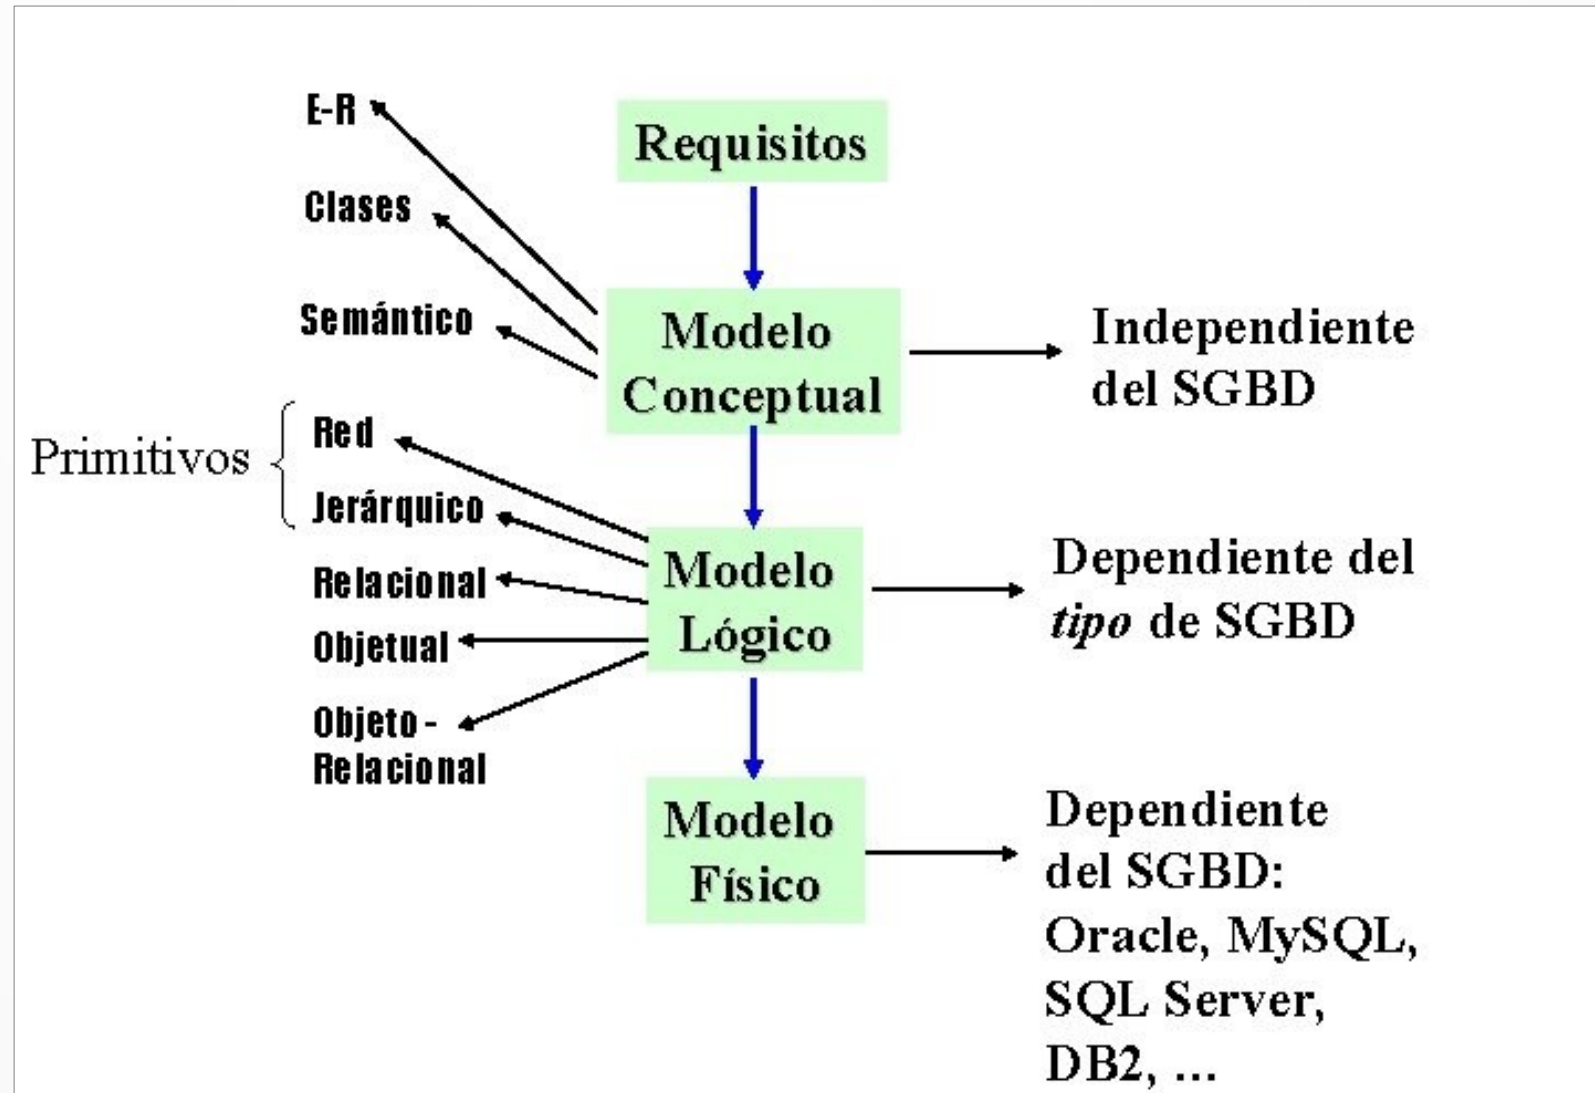 E-R
Requisitos
Clases
Semántico
Modelo
Conceptual
Independiente
del SGBD
Primitivos
Red
Jerárquico
Relacional
Objetual
Objeto -
Relacional
Modelo
Lógico
Dependiente del
tipo de SGBD
Modelo
Físico
Dependiente
del SGBD:
Oracle, MySQL,
SQL Server,
DB2, ...